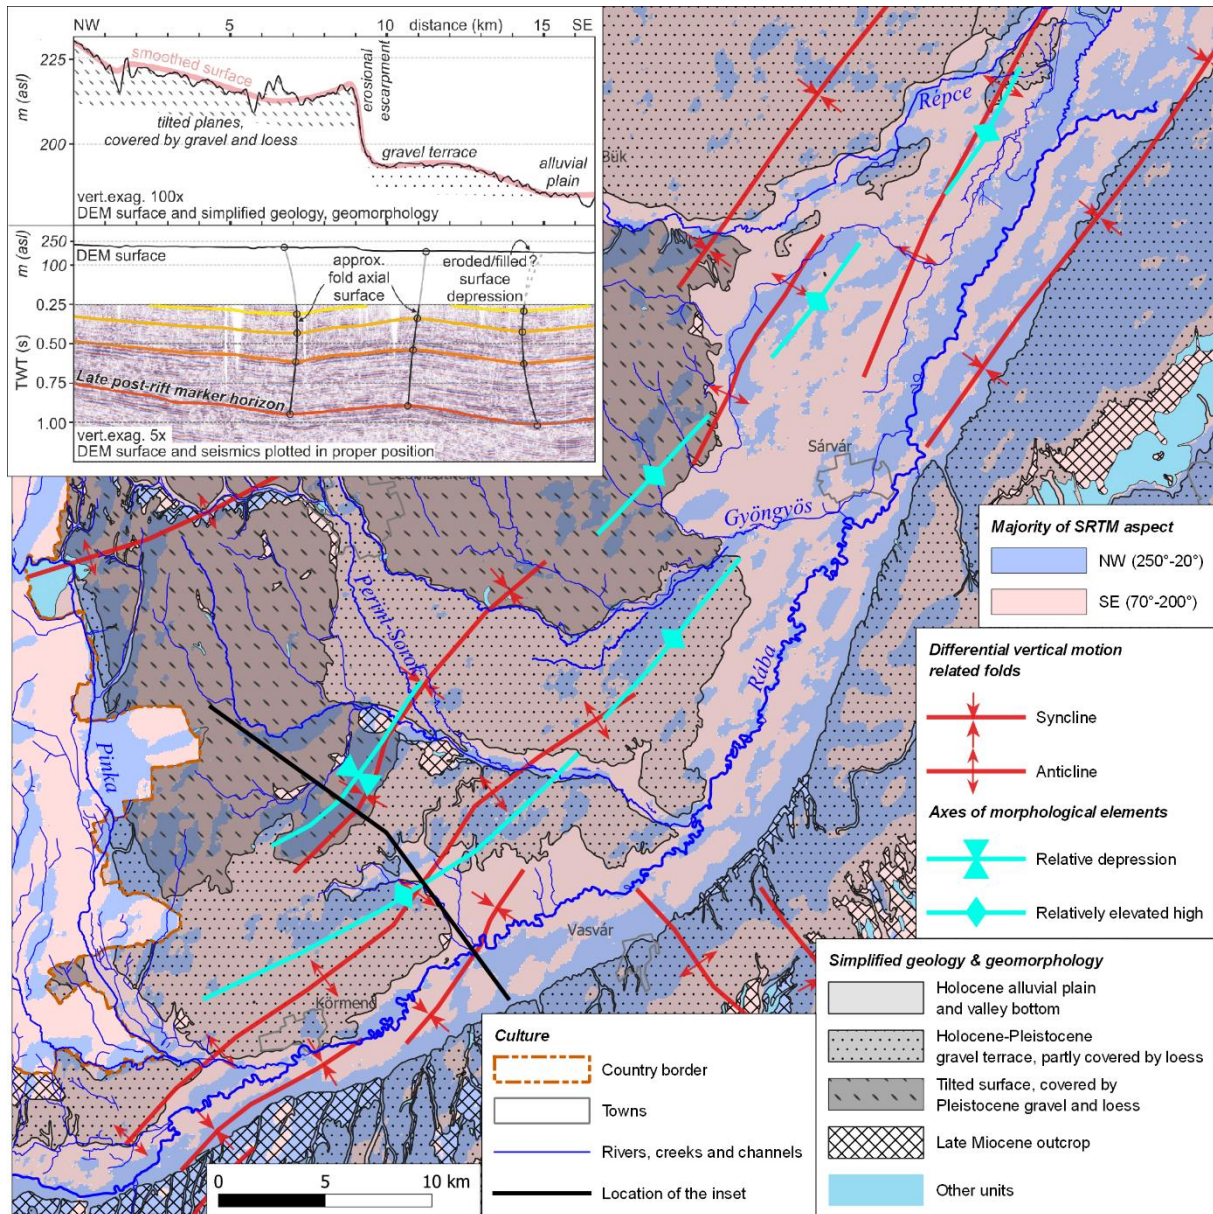 NW
5
10
distance (km)
15
SE
225
200
m (asl)
smoothed surface
tilted planes,
covered by gravel and loess
erosional
escarpment
gravel terrace
alluvial
plain
vert.exag. 100x
DEM surface and simplified geology, geomorphology
250
100
m (asl)
DEM surface
approx.
fold axial
surface
eroded/filled
surface
depression
?
0.25
0.50
0.75
1.00
TWT (s)
Late post-rift marker horizon
vert.exag. 5x
DEM surface and seismics plotted in proper position
Répce
Bük
Sárvár
Gyöngyös
Perint-Sorok
Rába
Pinka
Vasvár
Körmend
Majority of SRTM aspect
NW (250°-20°)
SE (70°-200°)
Differential vertical motion
related folds
Syncline
Anticline
Axes of morphological elements
Relative depression
Relatively elevated high
Simplified geology & geomorphology
Holocene alluvial plain
and valley bottom
Holocene-Pleistocene
gravel terrace, partly covered by loess
Tilted surface, covered by
Pleistocene gravel and loess
Late Miocene outcrop
Other units
Culture
Country border
Towns
Rivers, creeks and channels
Location of the inset
0
5
10 km